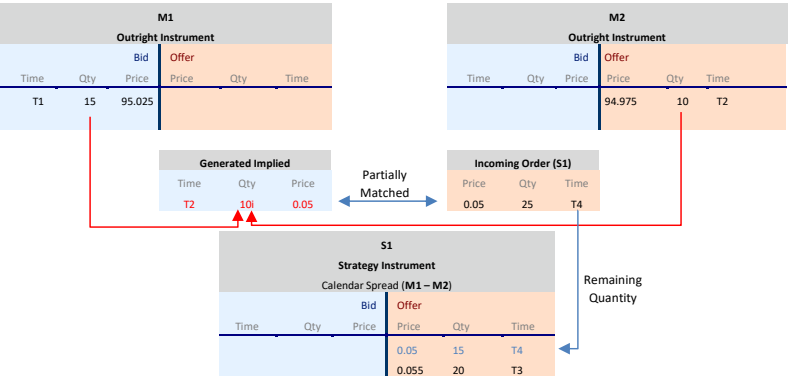 M1
Outright Instrument
Bid Offer
Time Qty Price Price Qty Time
T1 15 95.025
M2
Outright Instrument
Bid Offer
Time Qty Price Price Qty Time
94.975 10 T2
Generated Implied
Time Qty Price
T2 10i 0.05
Partially
Matched
Incoming Order (S1)
Price Qty Time
0.05 25 T4
S1
Strategy Instrument
Calendar Spread (M1 – M2)
Bid Offer
Time Qty Price Price Qty Time
0.05 15 T4
0.055 20 T3
Remaining
Quantity